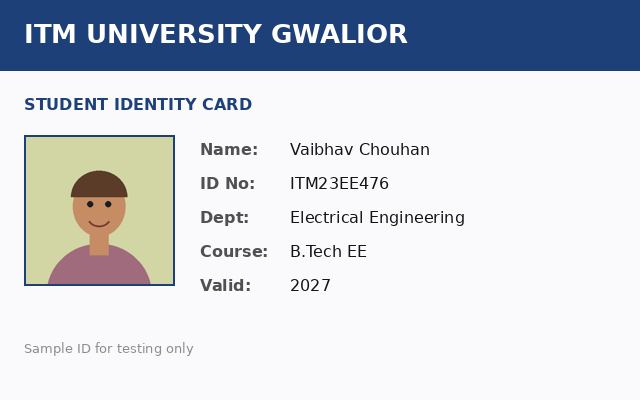 ITM UNIVERSITY GWALIOR
STUDENT IDENTITY CARD
Name: Vaibhav Chouhan
ID No: ITM23EE476
Dept: Electrical Engineering
Course: B.Tech EE
Valid: 2027
Sample ID for testing only